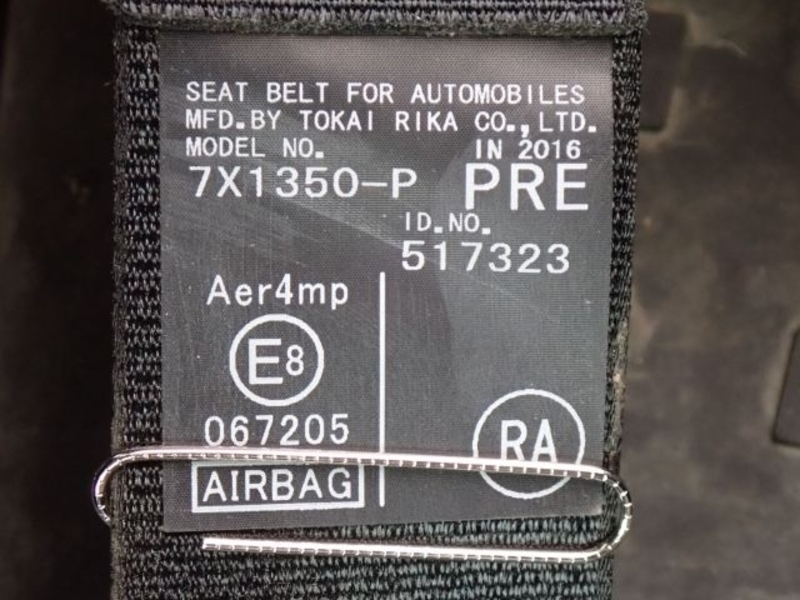 SEAT BELT FOR AUTOMOBILES
MFD.BY TOKAI RIKA CO.,LTD.
MODEL NO. IN 2016
7X1350-P PRE
ID.NO.
517323
Aer4mp
E8
067205
RA
AIRBAG